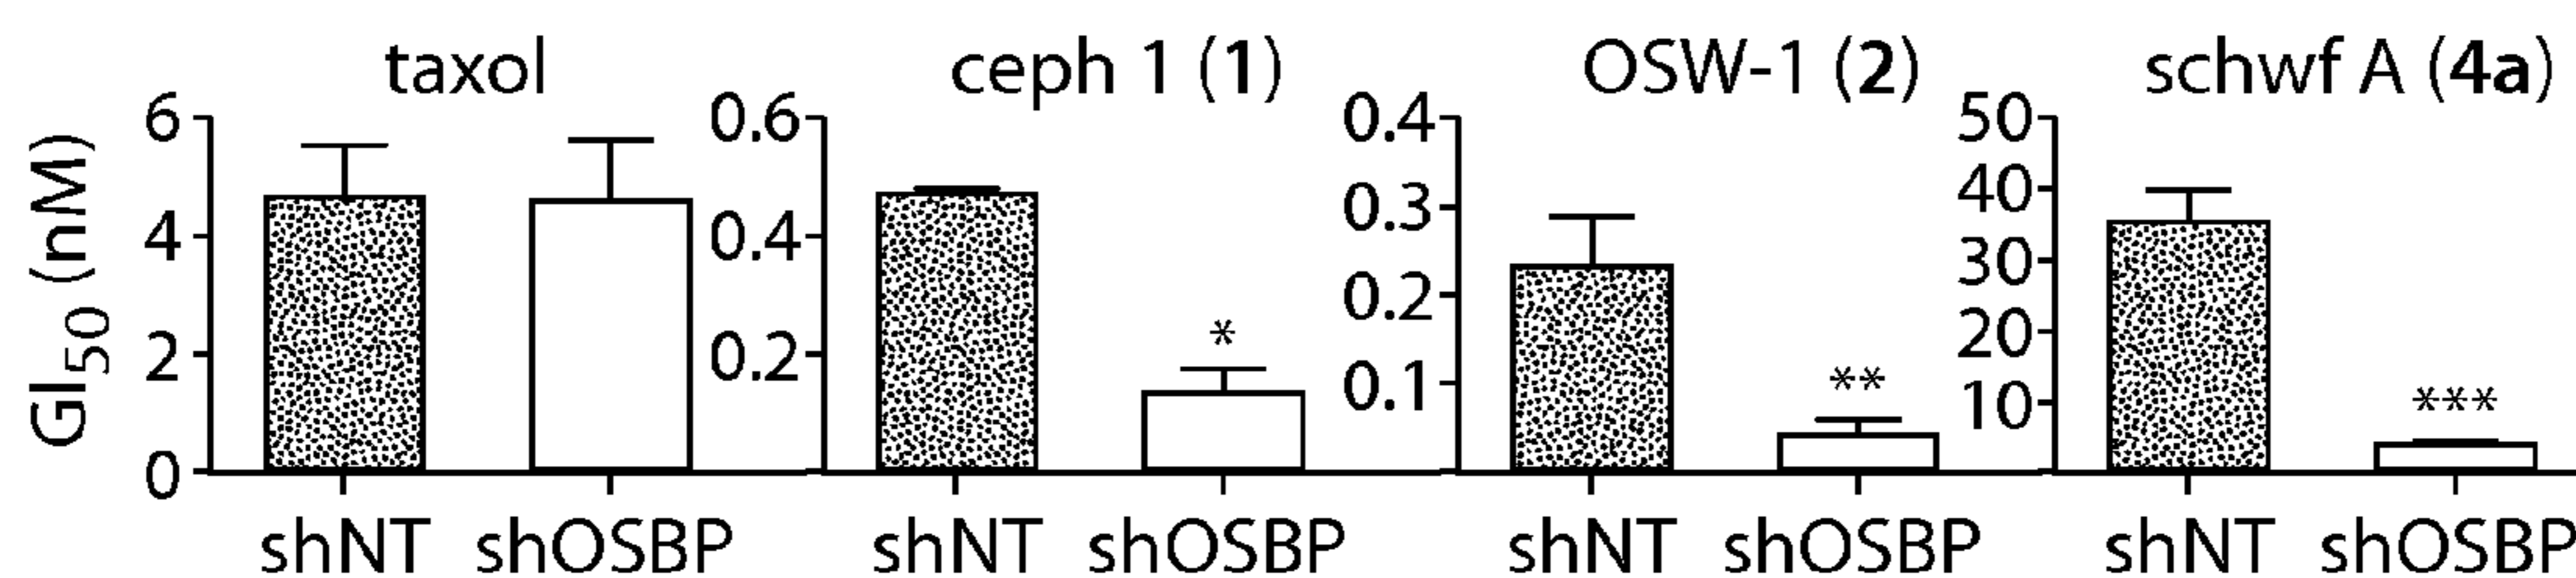 taxol ceph 1 (1) OSW-1 (2) schwf A (4a)
GI50 (nM)
6 0.6 0.4 50
40
0.3
4 0.4 30
0.2
20
2 0.2 * 0.1 ** 10 ***
0
shNT shOSBP shNT shOSBP shNT shOSBP shNT shOSBP